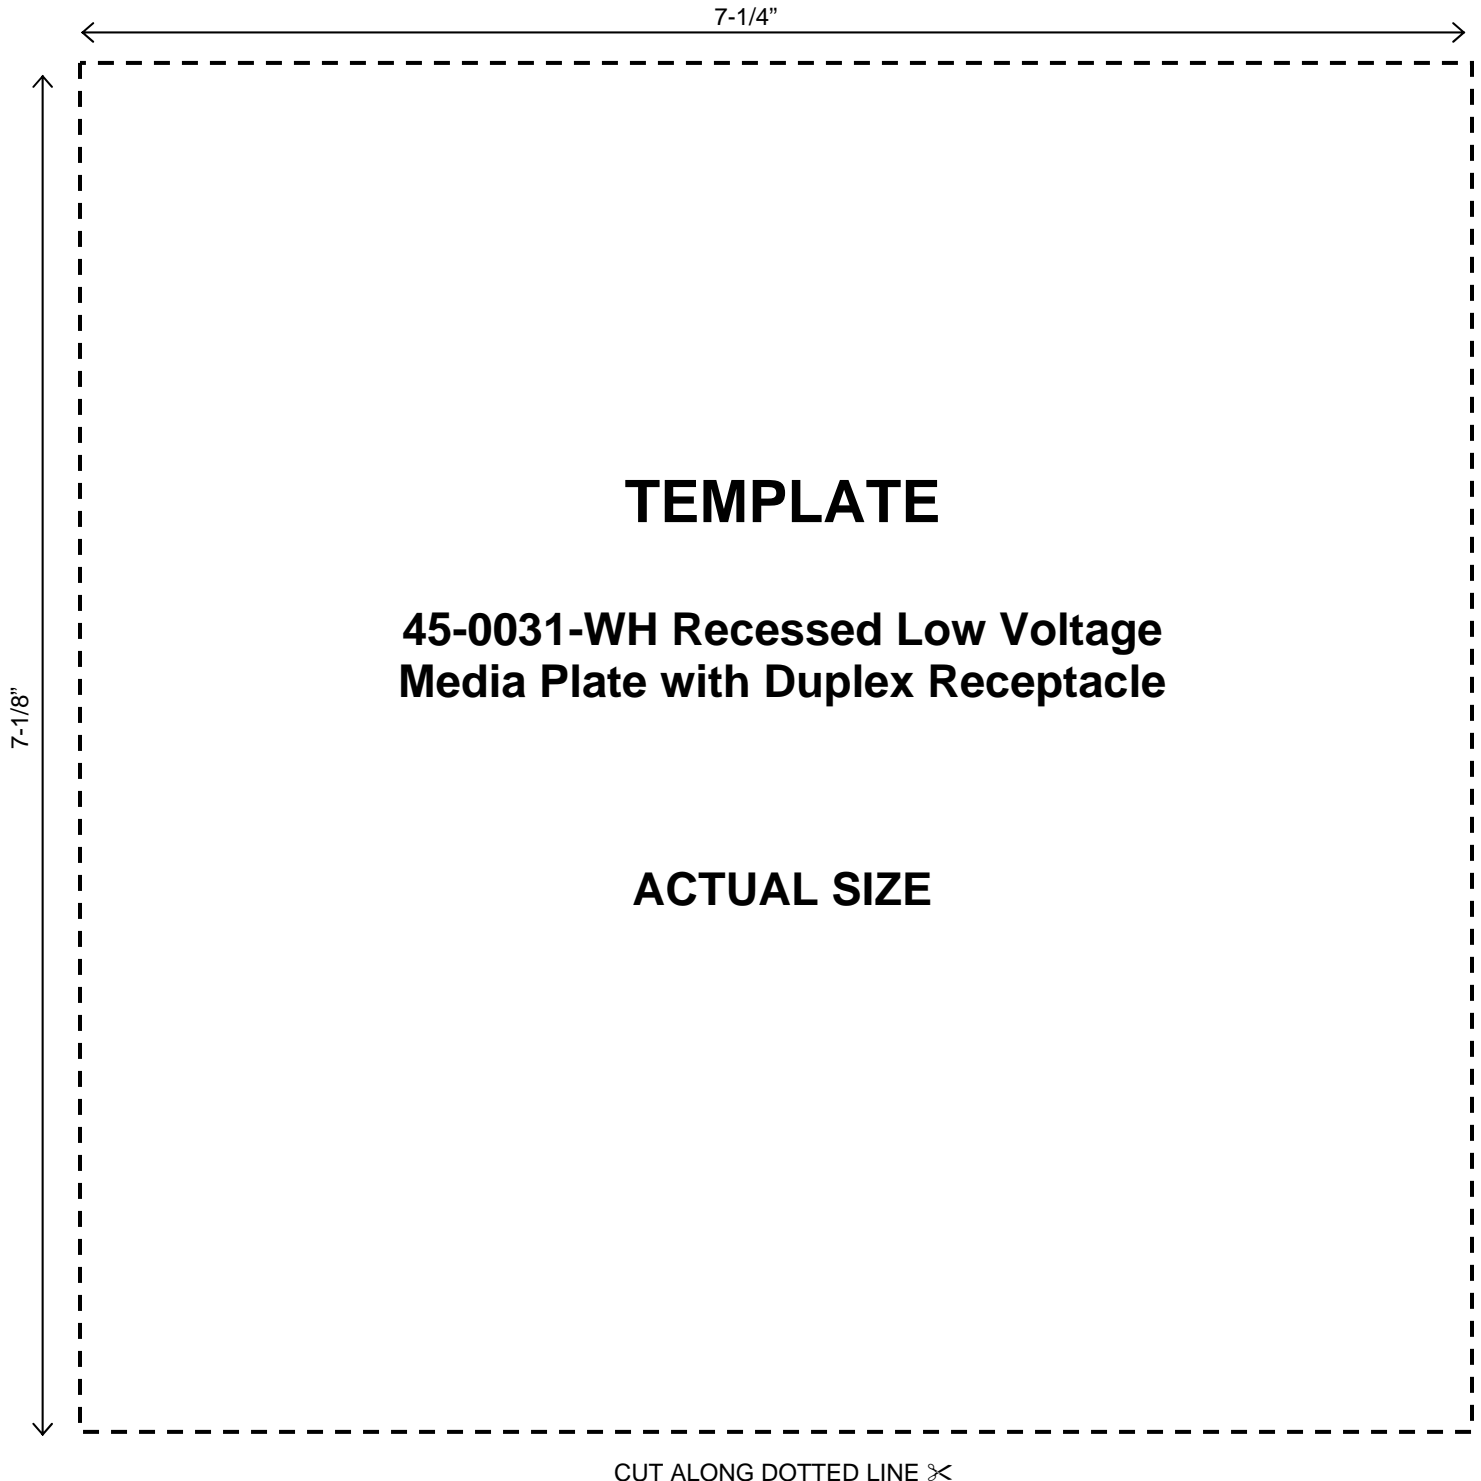 7-1/4”
7-1/8”
TEMPLATE
45-0031-WH Recessed Low Voltage
Media Plate with Duplex Receptacle
ACTUAL SIZE
CUT ALONG DOTTED LINE ✂